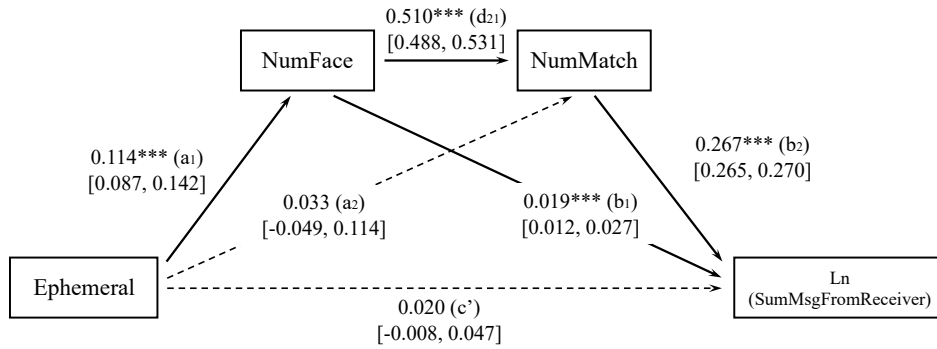 0.510*** (d21)
[0.488, 0.531]
NumFace
NumMatch
0.114*** (a1)
[0.087, 0.142]
0.267*** (b2)
[0.265, 0.270]
0.033 (a2)
[-0.049, 0.114]
0.019*** (b1)
[0.012, 0.027]
Ephemeral
Ln
(SumMsgFromReceiver)
0.020 (c’)
[-0.008, 0.047]